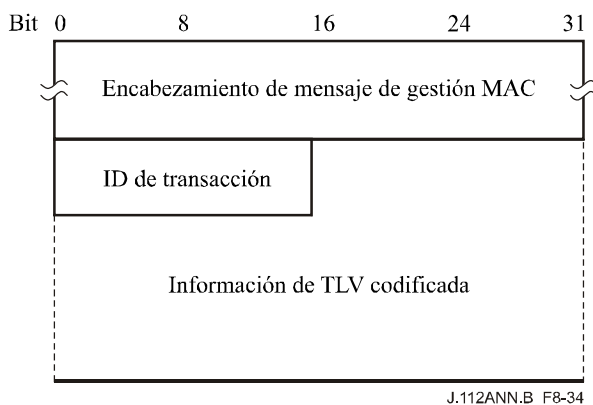 Bit 0 8 16 24 31
Encabezamiento de mensaje de gestión MAC
ID de transacción
Información de TLV codificada
J.112ANN.B F8-34